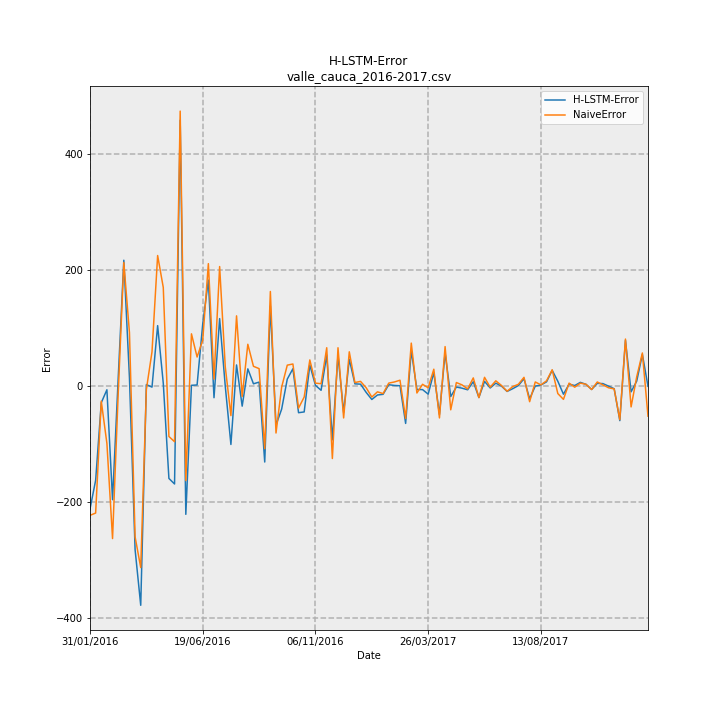 H-LSTM-Error
valle_cauca_2016-2017.csv
H-LSTM-Error
NaiveError
400
200
0
−200
−400
Error
31/01/2016 19/06/2016 06/11/2016 26/03/2017 13/08/2017
Date